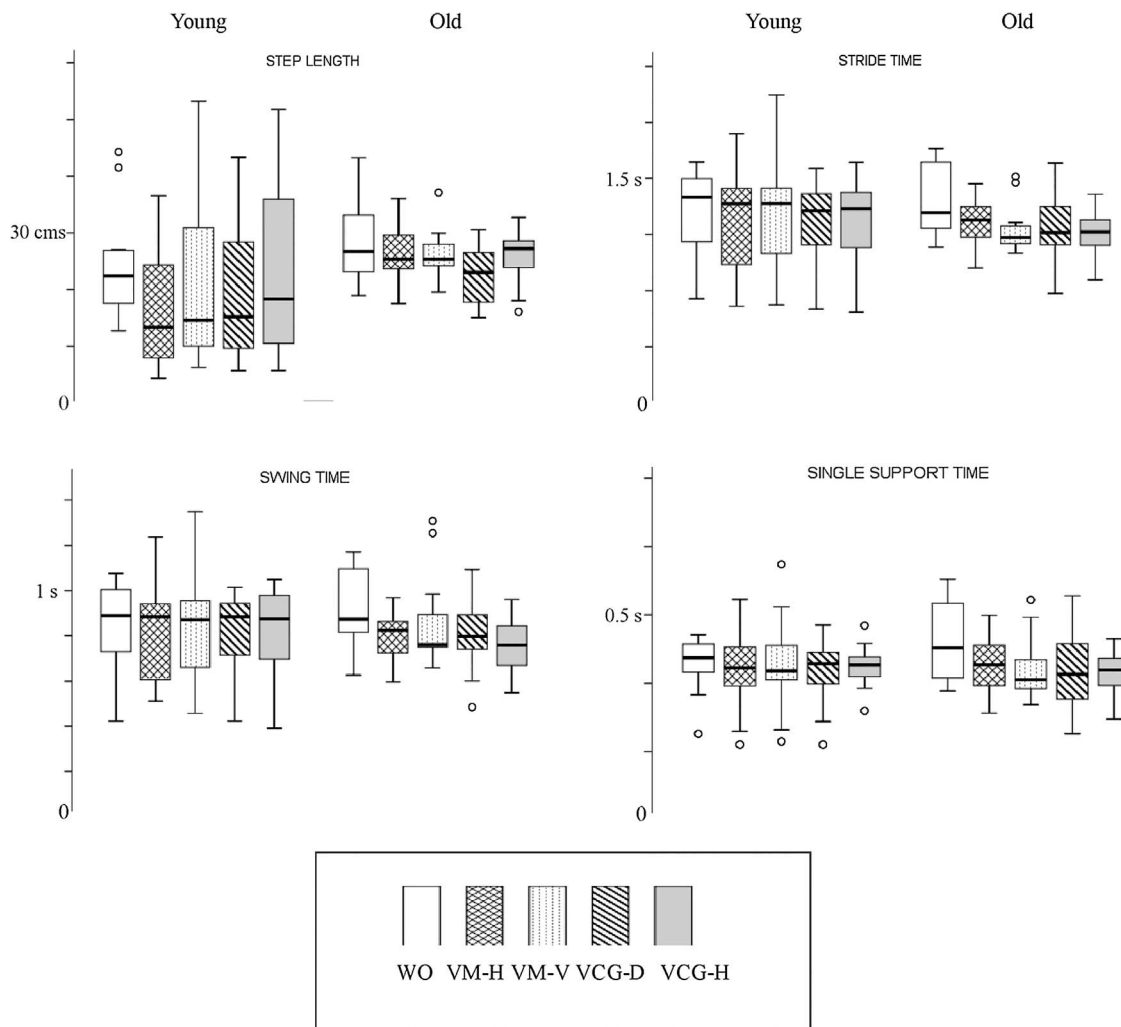 Young Old Young Old
STEP LENGTH STRIDE TIME
1.5 s
30 cms
0 0
SWING TIME SINGLE SUPPORT TIME
1 s
0.5 s
0 0
WO VM-H VM-V VCG-D VCG-H